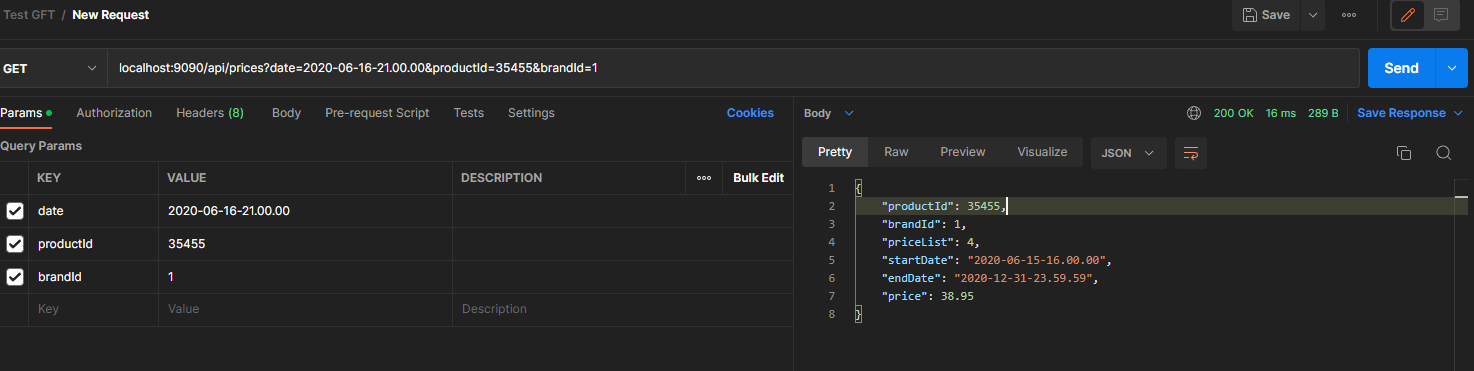 Test GFT / New Request
Save
GET
localhost:9090/api/prices?date=2020-06-16-21.00.00&productId=35455&brandId=1
Send
Params
Authorization
Headers (8)
Body
Pre-request Script
Tests
Settings
Cookies
Query Params
KEY VALUE DESCRIPTION Bulk Edit
date 2020-06-16-21.00.00
productId 35455
brandId 1
Key Value Description
Body
200 OK 16 ms 289 B Save Response
Pretty Raw Preview Visualize JSON
1 {
2 "productId": 35455,
3 "brandId": 1,
4 "priceList": 4,
5 "startDate": "2020-06-15-16.00.00",
6 "endDate": "2020-12-31-23.59.59",
7 "price": 38.95
8 }